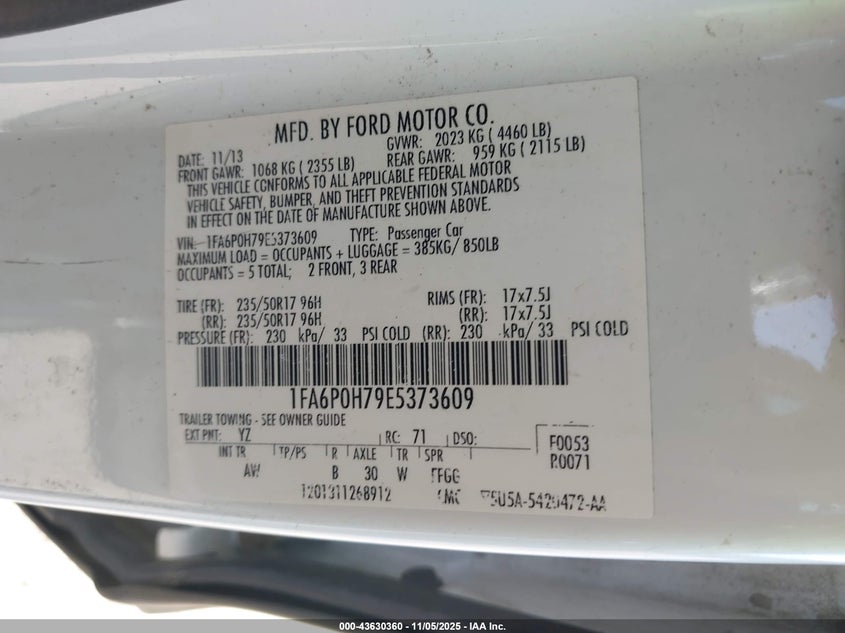 MFD. BY FORD MOTOR CO.
DATE: 11/13 GVWR: 2023 KG ( 4460 LB)
FRONT GAWR: 1068 KG ( 2355 LB) REAR GAWR: 959 KG ( 2115 LB)
THIS VEHICLE CONFORMS TO ALL APPLICABLE FEDERAL MOTOR
VEHICLE SAFETY, BUMPER, AND THEFT PREVENTION STANDARDS
IN EFFECT ON THE DATE OF MANUFACTURE SHOWN ABOVE.
VIN: 1FA6P0H79E5373609 TYPE: Passenger Car
MAXIMUM LOAD = OCCUPANTS + LUGGAGE = 385KG/ 850LB
OCCUPANTS = 5 TOTAL; 2 FRONT, 3 REAR
TIRE (FR): 235/50R17 96H RIMS (FR): 17x7.5J
(RR): 235/50R17 96H (RR): 17x7.5J
PRESSURE (FR): 230 kPa/ 33 PSI COLD (RR): 230 kPa/ 33 PSI COLD
1FA6P0H79E5373609
TRAILER TOWING - SEE OWNER GUIDE
EXT PNT: YZ RC: 71 DSO: F0053
INT TR TP/PS R AXLE TR SPR R0071
AW B 30 W FFGG
T201311268912 5U5A-5420472-AA
000-43630360 - 11/05/2025 - IAA Inc.